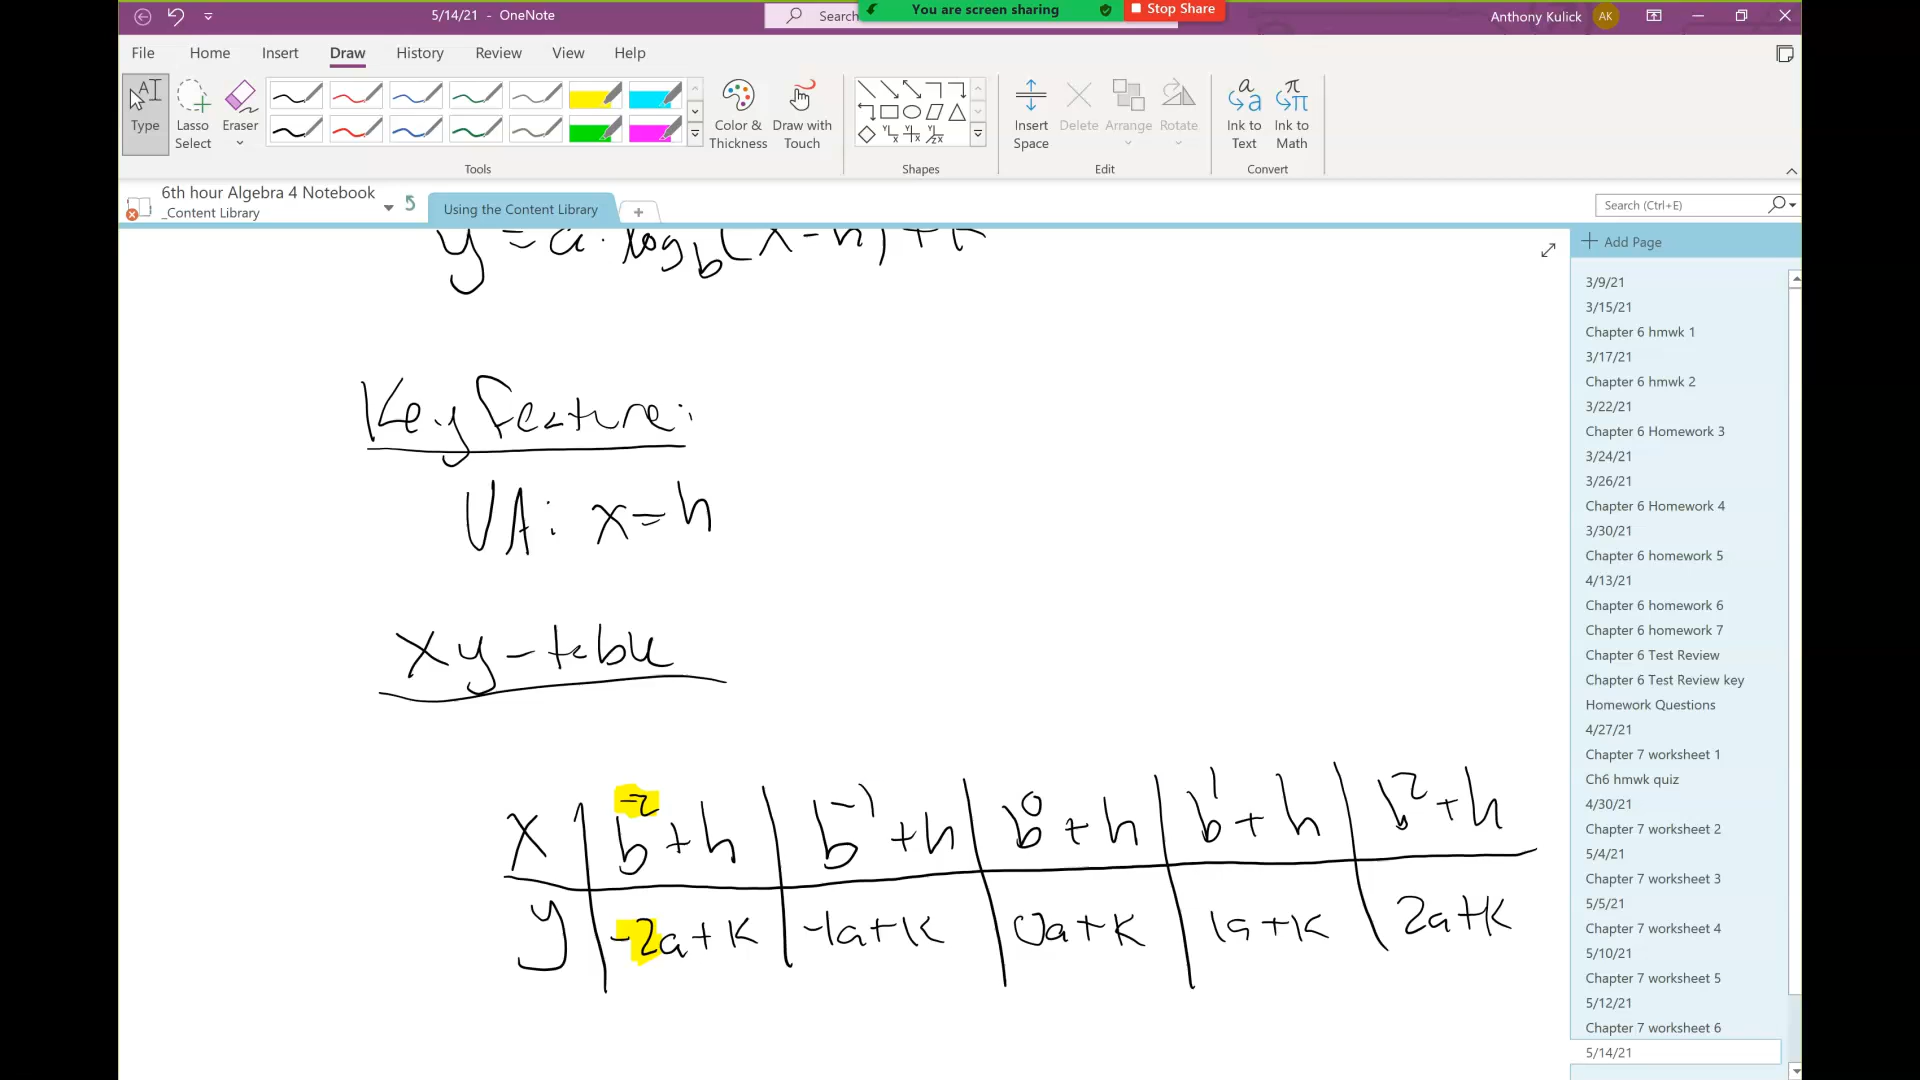 5/14/21 - OneNote
Search
You are screen sharing
Stop Share
Anthony Kulick
AK
File Home Insert Draw History Review View Help
Type
Lasso Select
Eraser
Color & Thickness
Draw with Touch
Insert Space
Delete
Arrange
Rotate
Ink to Text
Ink to Math
Tools
Shapes
Edit
Convert
6th hour Algebra 4 Notebook
_Content Library
Using the Content Library
Search (Ctrl+E)
Add Page
y = a · log_b(x-h) + k
Key Feature:
VA: x=h
xy-table
x | b^-2 + h | b^-1 + h | b^0 + h | b^1 + h | b^2 + h
y | -2a+k | -1a+k | 0a+k | 1a+k | 2a+k
3/9/21
3/15/21
Chapter 6 hmwk 1
3/17/21
Chapter 6 hmwk 2
3/22/21
Chapter 6 Homework 3
3/24/21
3/26/21
Chapter 6 Homework 4
3/30/21
Chapter 6 homework 5
4/13/21
Chapter 6 homework 6
Chapter 6 homework 7
Chapter 6 Test Review
Chapter 6 Test Review key
Homework Questions
4/27/21
Chapter 7 worksheet 1
Ch6 hmwk quiz
4/30/21
Chapter 7 worksheet 2
5/4/21
Chapter 7 worksheet 3
5/5/21
Chapter 7 worksheet 4
5/10/21
Chapter 7 worksheet 5
5/12/21
Chapter 7 worksheet 6
5/14/21